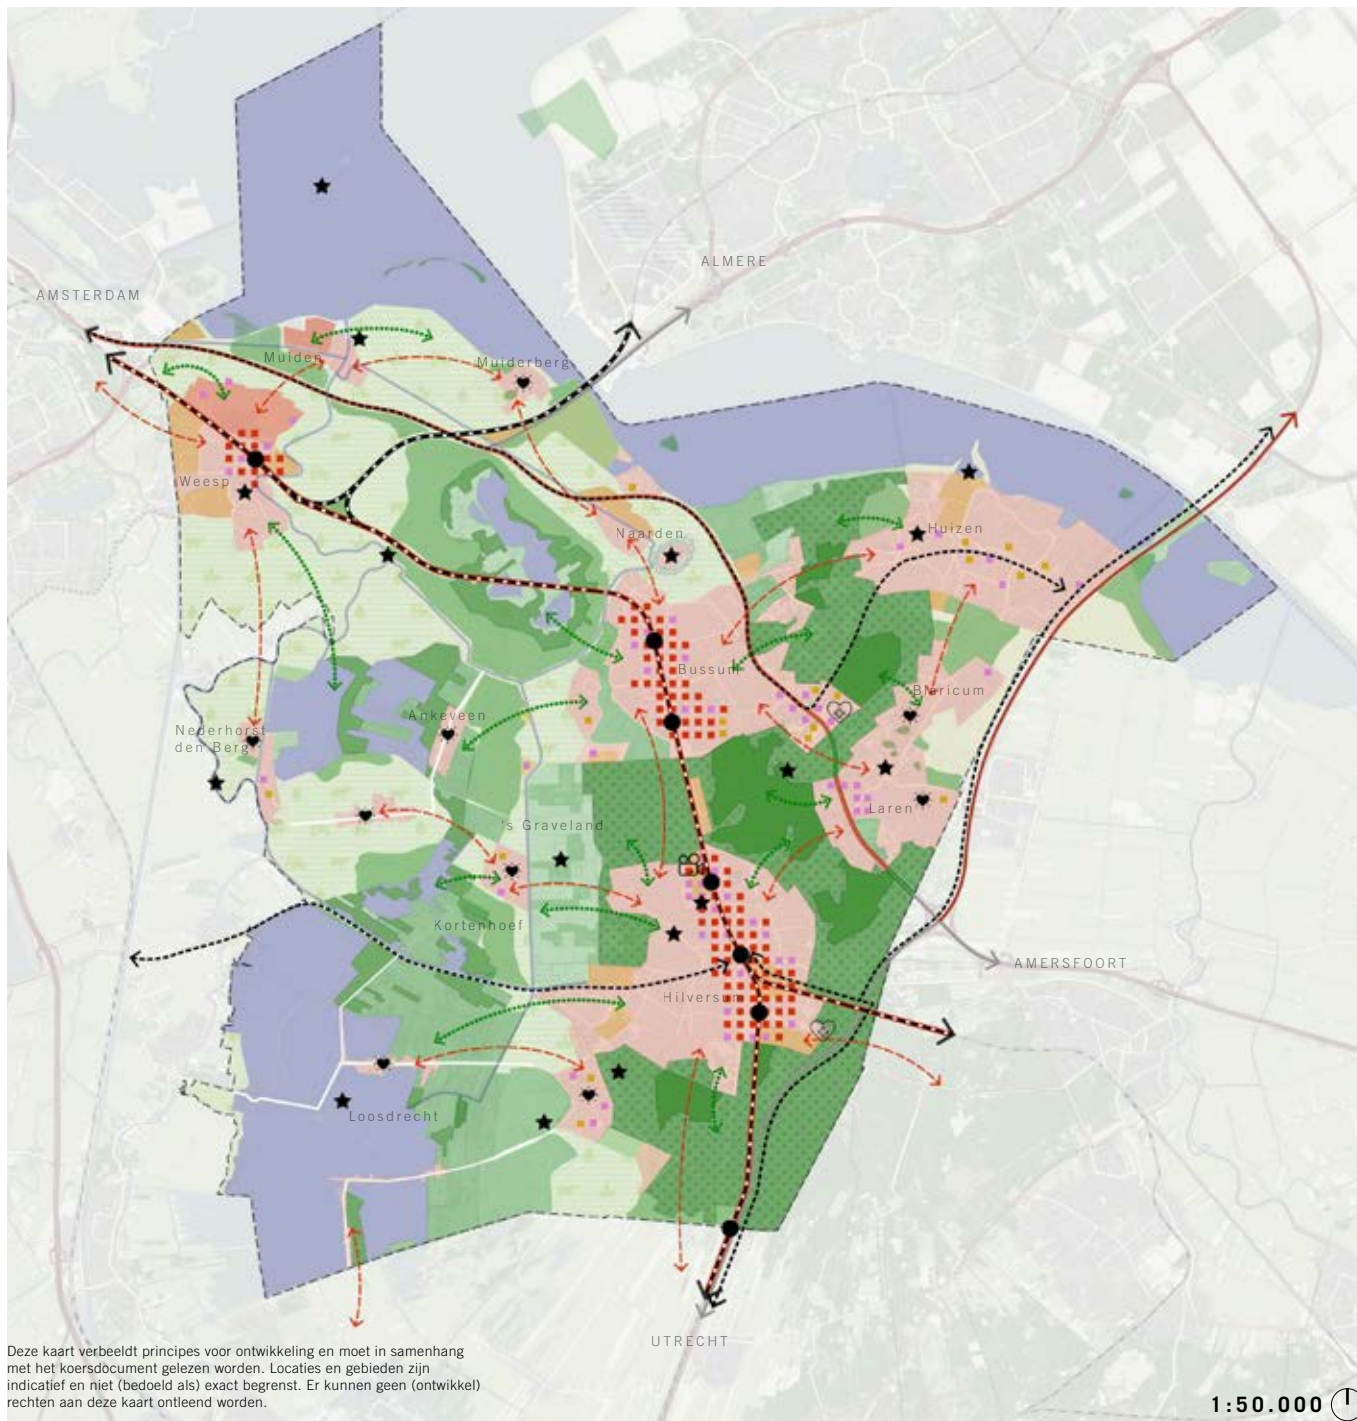 ALMERE
AMSTERDAM
Muiden
Muiderberg
Weesp
Naarden
Huizen
Bussum
Blaricum
Ankeveen
Nederhorst
den Berg
Laren
's Graveland
Kortenhoef
AMERSFOORT
Hilversum
Loosdrecht
UTRECHT
Deze kaart verbeeldt principes voor ontwikkeling en moet in samenhang
met het koersdocument gelezen worden. Locaties en gebieden zijn
indicatief en niet (bedoeld als) exact begrenst. Er kunnen geen (ontwikkel)
rechten aan deze kaart ontleend worden.
1:50.000